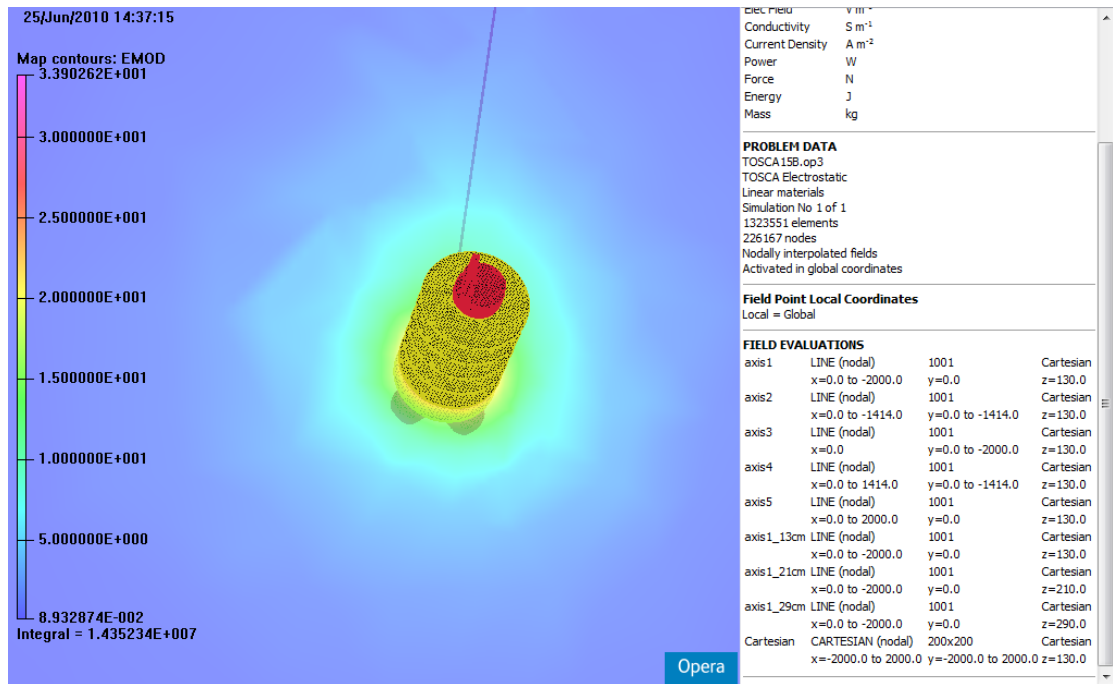 25/Jun/2010 14:37:15
Map contours: EMOD
3.390262E+001
3.000000E+001
2.500000E+001
2.000000E+001
1.500000E+001
1.000000E+001
5.000000E+000
8.932874E-002
Integral = 1.435234E+007
Opera
Elec Field V m⁻¹
Conductivity S m⁻¹
Current Density A m⁻²
Power W
Force N
Energy J
Mass kg
PROBLEM DATA
TOSCA15B.op3
TOSCA Electrostatic
Linear materials
Simulation No 1 of 1
1323551 elements
226167 nodes
Nodally interpolated fields
Activated in global coordinates
Field Point Local Coordinates
Local = Global
FIELD EVALUATIONS
axis1 LINE (nodal) 1001 Cartesian
x=0.0 to -2000.0 y=0.0 z=130.0
axis2 LINE (nodal) 1001 Cartesian
x=0.0 to -1414.0 y=0.0 to -1414.0 z=130.0
axis3 LINE (nodal) 1001 Cartesian
x=0.0 y=0.0 to -2000.0 z=130.0
axis4 LINE (nodal) 1001 Cartesian
x=0.0 to 1414.0 y=0.0 to -1414.0 z=130.0
axis5 LINE (nodal) 1001 Cartesian
x=0.0 to 2000.0 y=0.0 z=130.0
axis1_13cm LINE (nodal) 1001 Cartesian
x=0.0 to -2000.0 y=0.0 z=130.0
axis1_21cm LINE (nodal) 1001 Cartesian
x=0.0 to -2000.0 y=0.0 z=210.0
axis1_29cm LINE (nodal) 1001 Cartesian
x=0.0 to -2000.0 y=0.0 z=290.0
Cartesian CARTESIAN (nodal) 200x200 Cartesian
x=-2000.0 to 2000.0 y=-2000.0 to 2000.0 z=130.0